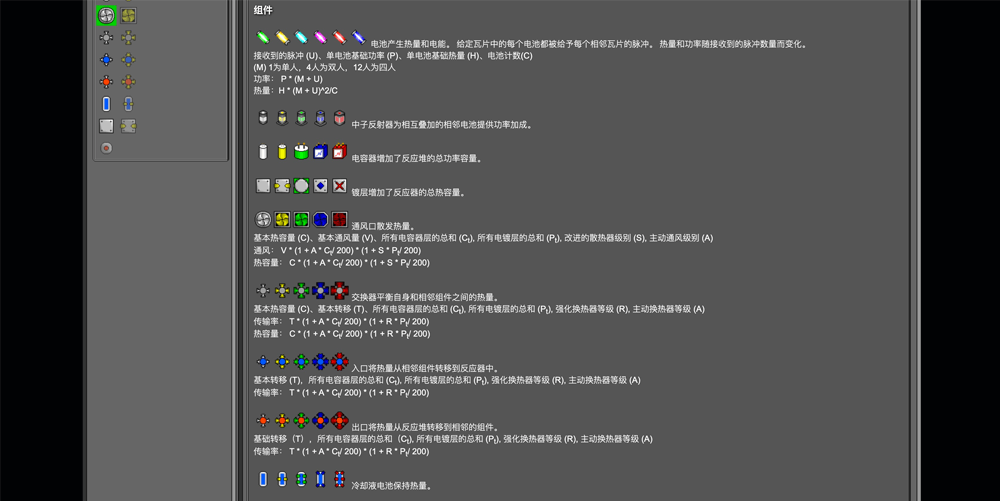 组件
电池产生热量和电能。 给定瓦片中的每个电池都被给予每个相邻瓦片的脉冲。 热量和功率随接收到的脉冲数量而变化。
接收到的脉冲 (U)、单电池基础功率 (P)、单电池基础热量 (H)、电池计数(C)
(M) 1为单人，4人为双人，12人为四人
功率： P * (M + U)
热量：H * (M + U)^2/C
中子反射器为相互叠加的相邻电池提供功率加成。
电容器增加了反应堆的总功率容量。
镀层增加了反应器的总热容量。
通风口散发热量。
基本热容量 (C)、基本通风量 (V)、所有电容器层的总和 (Ct), 所有电镀层的总和 (Pt), 改进的散热器级别 (S), 主动通风级别 (A)
通风： V * (1 + A * Ct/ 200) * (1 + S * Pt/ 200)
热容量： C * (1 + A * Ct/ 200) * (1 + S * Pt/ 200)
交换器平衡自身和相邻组件之间的热量。
基本热容量 (C)、基本转移 (T)、所有电容器层的总和 (Ct), 所有电镀层的总和 (Pt), 强化换热器等级 (R), 主动换热器等级 (A)
传输率： T * (1 + A * Ct/ 200) * (1 + R * Pt/ 200)
热容量： C * (1 + A * Ct/ 200) * (1 + R * Pt/ 200)
入口将热量从相邻组件转移到反应器中。
基本转移 (T)，所有电容器层的总和 (Ct), 所有电镀层的总和 (Pt), 强化换热器等级 (R), 主动换热器等级 (A)
传输率： T * (1 + A * Ct/ 200) * (1 + R * Pt/ 200)
出口将热量从反应堆转移到相邻的组件。
基础转移（T），所有电容器层的总和（Ct), 所有电镀层的总和 (Pt), 强化换热器等级 (R), 主动换热器等级 (A)
传输率： T * (1 + A * Ct/ 200) * (1 + R * Pt/ 200)
冷却液电池保持热量。